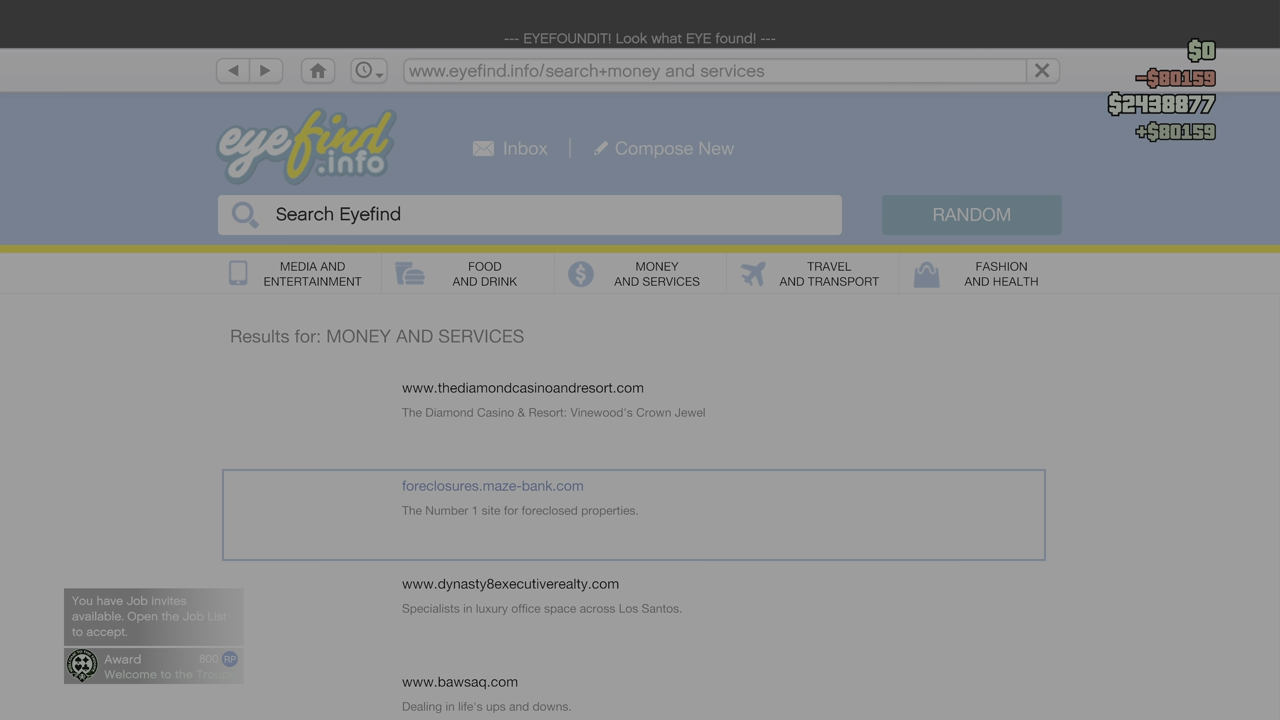 --- EYEFOUNDIT! Look what EYE found! ---
$0
-$80159
$2438877
+$80159
www.eyefind.info/search+money and services
eyefind
.info
Inbox
Compose New
Search Eyefind
RANDOM
MEDIA AND
ENTERTAINMENT
FOOD
AND DRINK
MONEY
AND SERVICES
TRAVEL
AND TRANSPORT
FASHION
AND HEALTH
Results for: MONEY AND SERVICES
www.thediamondcasinoandresort.com
The Diamond Casino & Resort: Vinewood's Crown Jewel
foreclosures.maze-bank.com
The Number 1 site for foreclosed properties.
www.dynasty8executiverealty.com
Specialists in luxury office space across Los Santos.
www.bawsaq.com
Dealing in life's ups and downs.
You have Job Invites
available. Open the Job List
to accept.
Award 800 RP
Welcome to the Troup